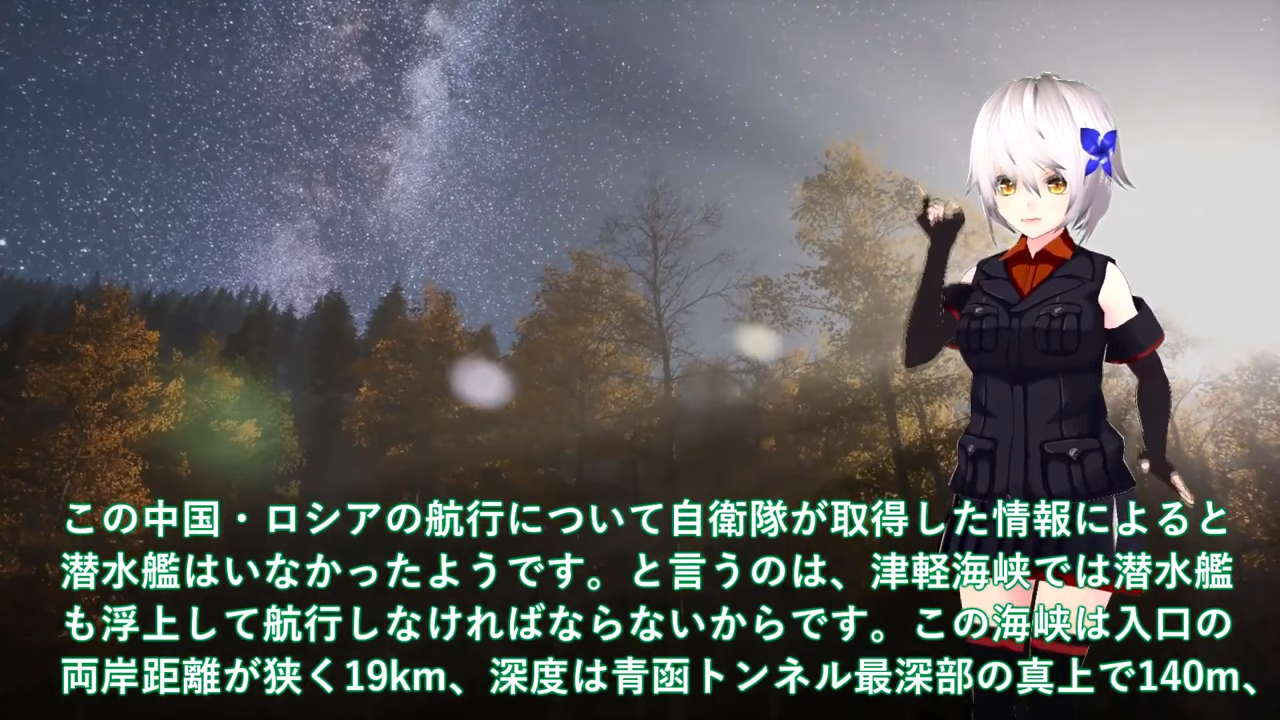 この中国・ロシアの航行について自衛隊が取得した情報によると
潜水艦はいなかったようです。と言うのは、津軽海峡では潜水艦
も浮上して航行しなければならないからです。この海峡は入口の
両岸距離が狭く19km、深度は青函トンネル最深部の真上で140m、